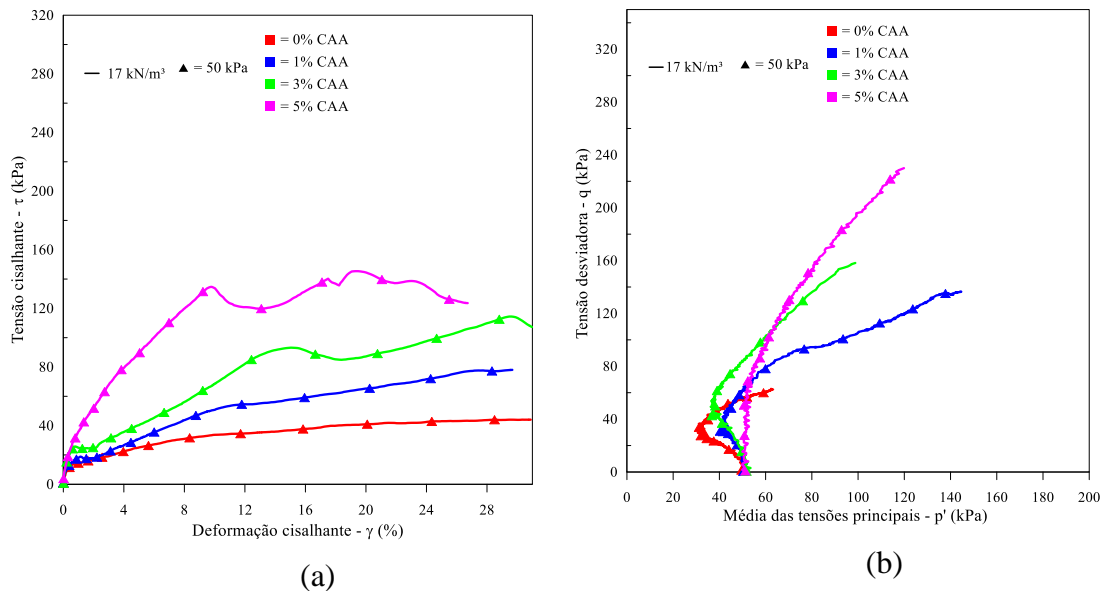 320
280
240
200
160
120
80
40
0
Tensão cisalhante - τ (kPa)
17 kN/m³ = 50 kPa
= 0% CAA
= 1% CAA
= 3% CAA
= 5% CAA
0 4 8 12 16 20 24 28
Deformação cisalhante - γ (%)
(a)
320
280
240
200
160
120
80
40
0
Tensão desviadora - q (kPa)
17 kN/m³ = 50 kPa
= 0% CAA
= 1% CAA
= 3% CAA
= 5% CAA
0 20 40 60 80 100 120 140 160 180 200
Média das tensões principais - p' (kPa)
(b)